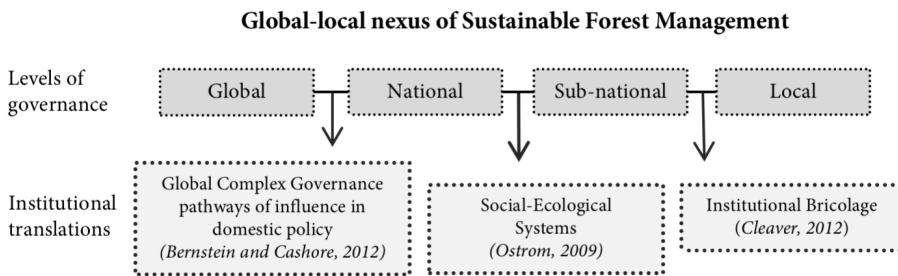 Global-local nexus of Sustainable Forest Management
Levels of
governance
Global
National
Sub-national
Local
Institutional
translations
Global Complex Governance
pathways of influence in
domestic policy
(Bernstein and Cashore, 2012)
Social-Ecological
Systems
(Ostrom, 2009)
Institutional Bricolage
(Cleaver, 2012)